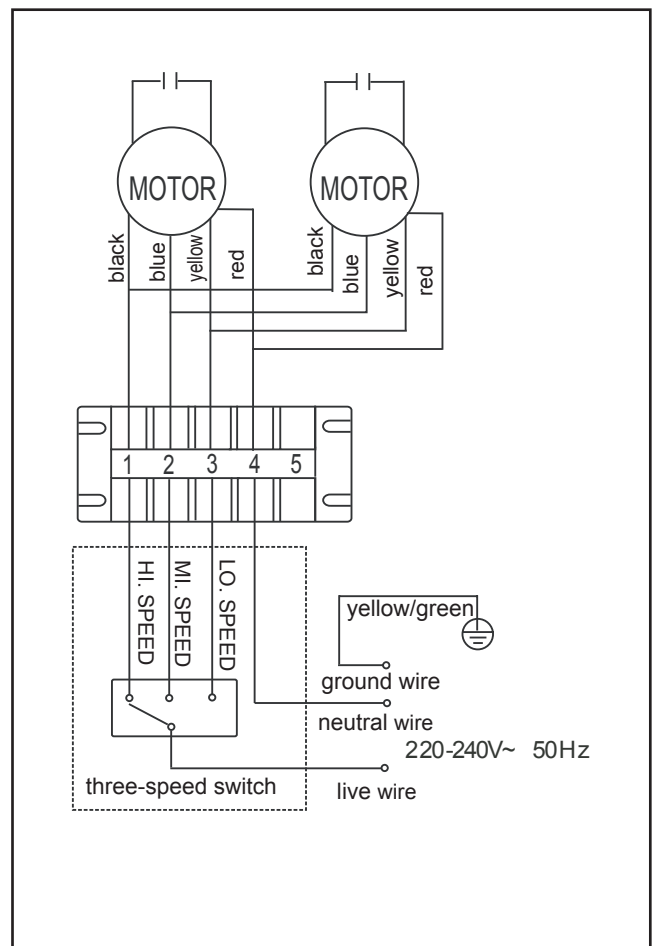 MOTOR
MOTOR
black
blue
yellow
red
black
blue
yellow
red
1 2 3 4 5
HI. SPEED
MI. SPEED
LO. SPEED
yellow/green
ground wire
neutral wire
220-240V~ 50Hz
three-speed switch
live wire